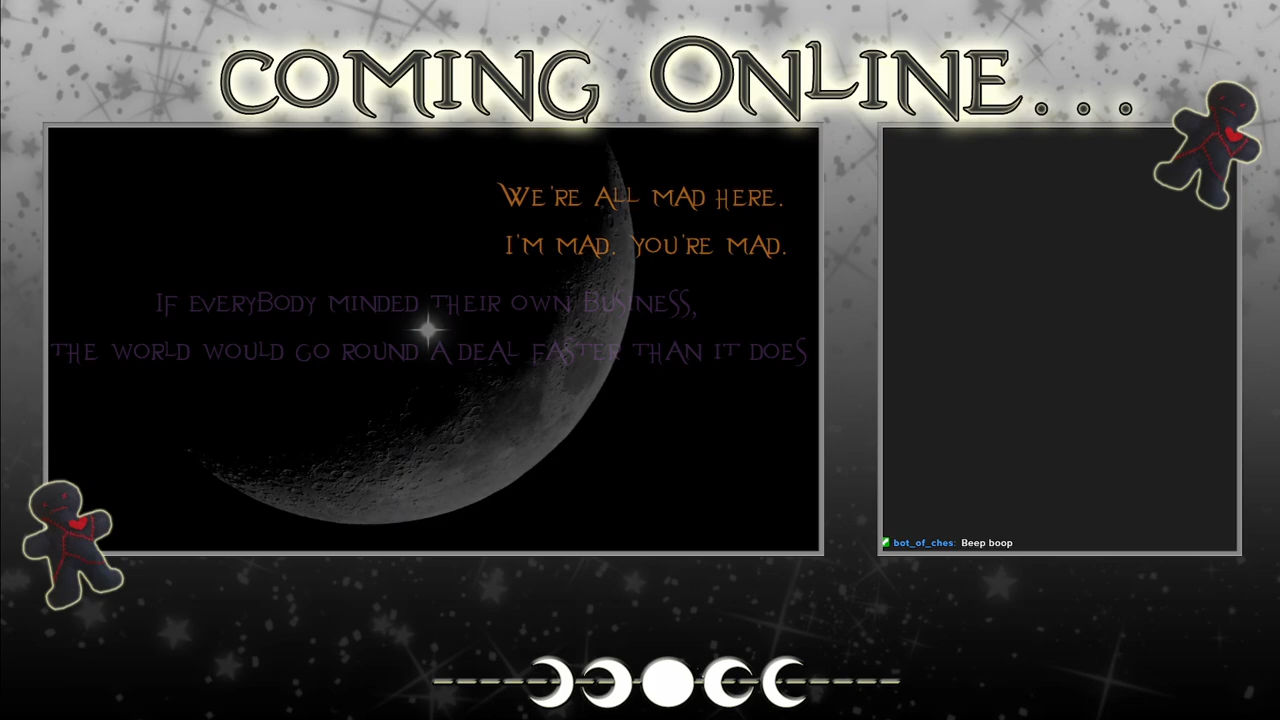 COMING ONLINE...
WE'RE ALL MAD HERE.
I'M MAD. YOU'RE MAD.
IF EVERYBODY MINDED THEIR OWN BUSINESS,
THE WORLD WOULD GO ROUND A DEAL FASTER THAN IT DOES
bot_of_ches: Beep boop